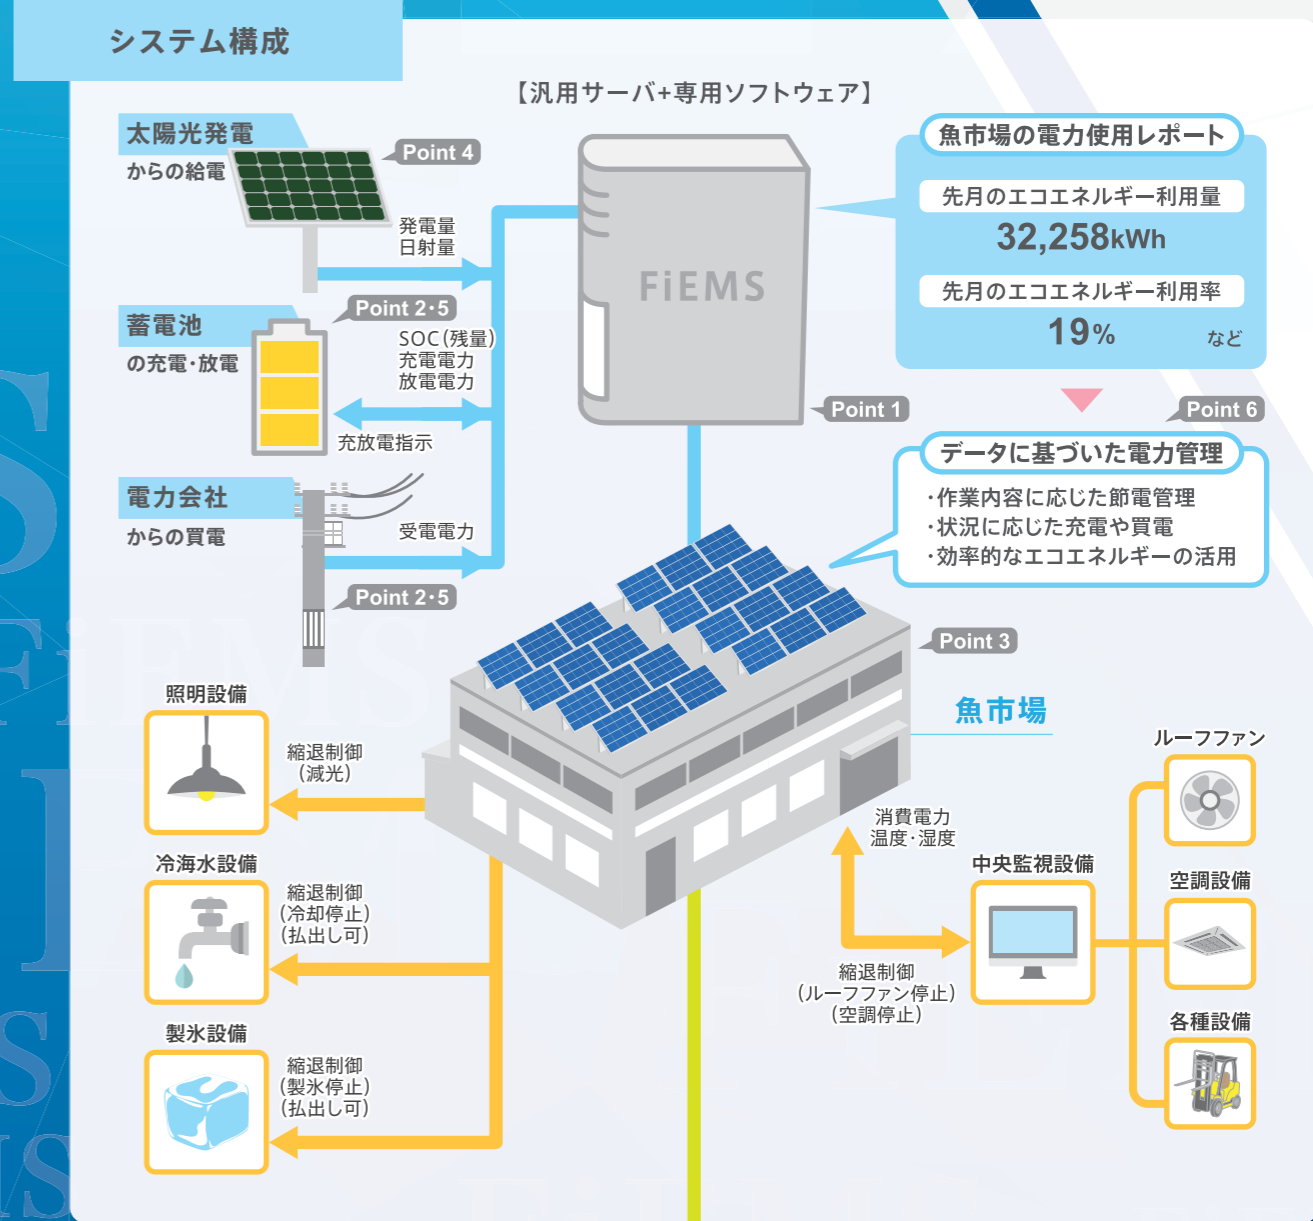 システム構成
【汎用サーバ+専用ソフトウェア】
太陽光発電
からの給電
Point 4
発電量
日射量
蓄電池
の充電・放電
Point 2・5
SOC(残量)
充電電力
放電電力
充放電指示
電力会社
からの買電
受電電力
Point 2・5
FiEMS
Point 1
魚市場の電力使用レポート
先月のエコエネルギー利用量
32,258kWh
先月のエコエネルギー利用率
19%
など
Point 6
データに基づいた電力管理
・作業内容に応じた節電管理
・状況に応じた充電や買電
・効率的なエコエネルギーの活用
Point 3
魚市場
照明設備
縮退制御
(減光)
冷海水設備
縮退制御
(冷却停止)
(払出し可)
製氷設備
縮退制御
(製氷停止)
(払出し可)
消費電力
温度・湿度
縮退制御
(ルーフファン停止)
(空調停止)
中央監視設備
ルーフファン
空調設備
各種設備
FiEMS